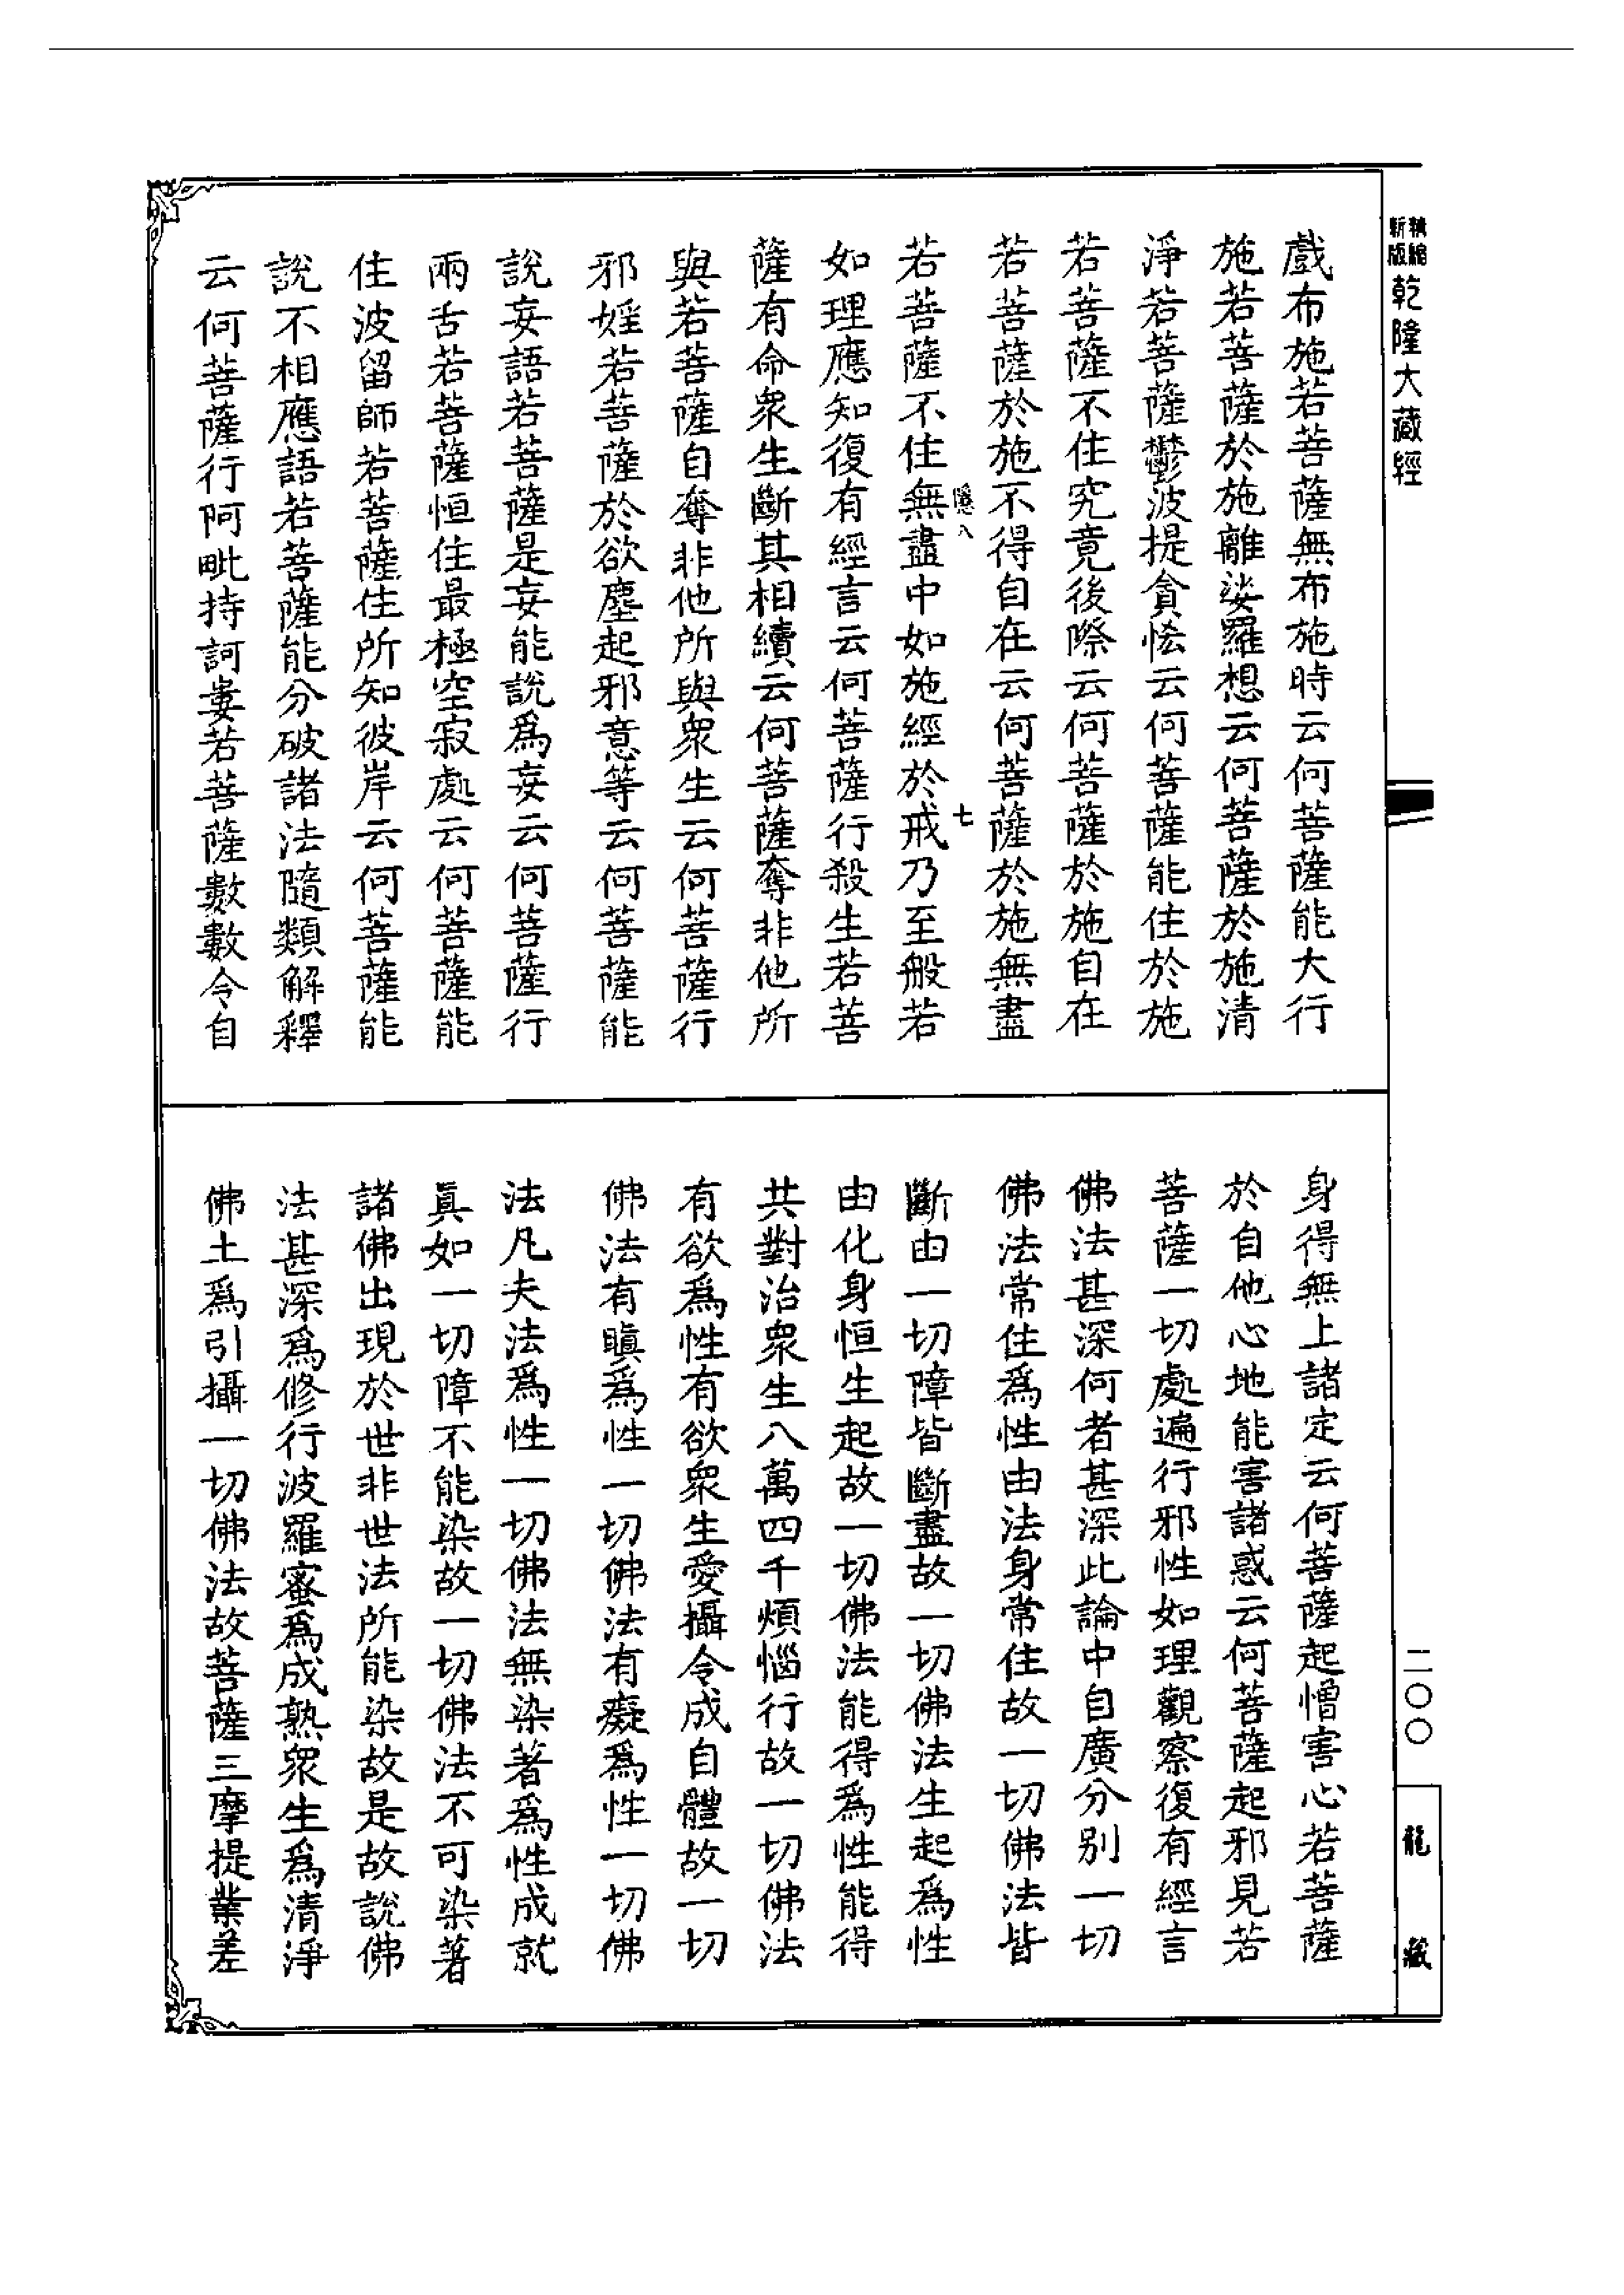 新版精縮乾隆大藏經
戲布施若菩薩無布施時云何菩薩能大行
施若菩薩於施離娑羅想云何菩薩於施清
淨若菩薩鬱波提貪悋云何菩薩能住於施
若菩薩不住究竟後際云何菩薩於施自在
若菩薩於施不得自在云何菩薩於施無盡
隱八 七
若菩薩不住無盡中如施經於戒乃至般若
如理應知復有經言云何菩薩行殺生若菩
薩有命衆生斷其相續云何菩薩奪非他所
與若菩薩自奪非他所與衆生云何菩薩行
邪婬若菩薩於欲塵起邪意等云何菩薩能
說妄語若菩薩是妄能說爲妄云何菩薩行
兩舌若菩薩恒住最極空寂處云何菩薩能
住波留師若菩薩住所知彼岸云何菩薩能
說不相應語若菩薩能分破諸法隨類解釋
云何菩薩行阿毗持訶婁若菩薩數數令自
身得無上諸定云何菩薩起憎害心若菩薩
於自他心地能害諸惑云何菩薩起邪見若
菩薩一切處遍行邪性如理觀察復有經言
佛法甚深何者甚深此論中自廣分別一切
佛法常住爲性由法身常住故一切佛法皆
斷由一切障皆斷盡故一切佛法生起爲性
由化身恒生起故一切佛法能得爲性能得
共對治衆生八萬四千煩惱行故一切佛法
有欲爲性有欲衆生愛攝令成自體故一切
佛法有瞋爲性一切佛法有癡爲性一切佛
法凡夫法爲性一切佛法無染著爲性成就
眞如一切障不能染故一切佛法不可染著
諸佛出現於世非世法所能染故是故說佛
法甚深爲修行波羅蜜爲成熟衆生爲清淨
佛土爲引攝一切佛法故菩薩三摩提業差
二〇〇
龍藏